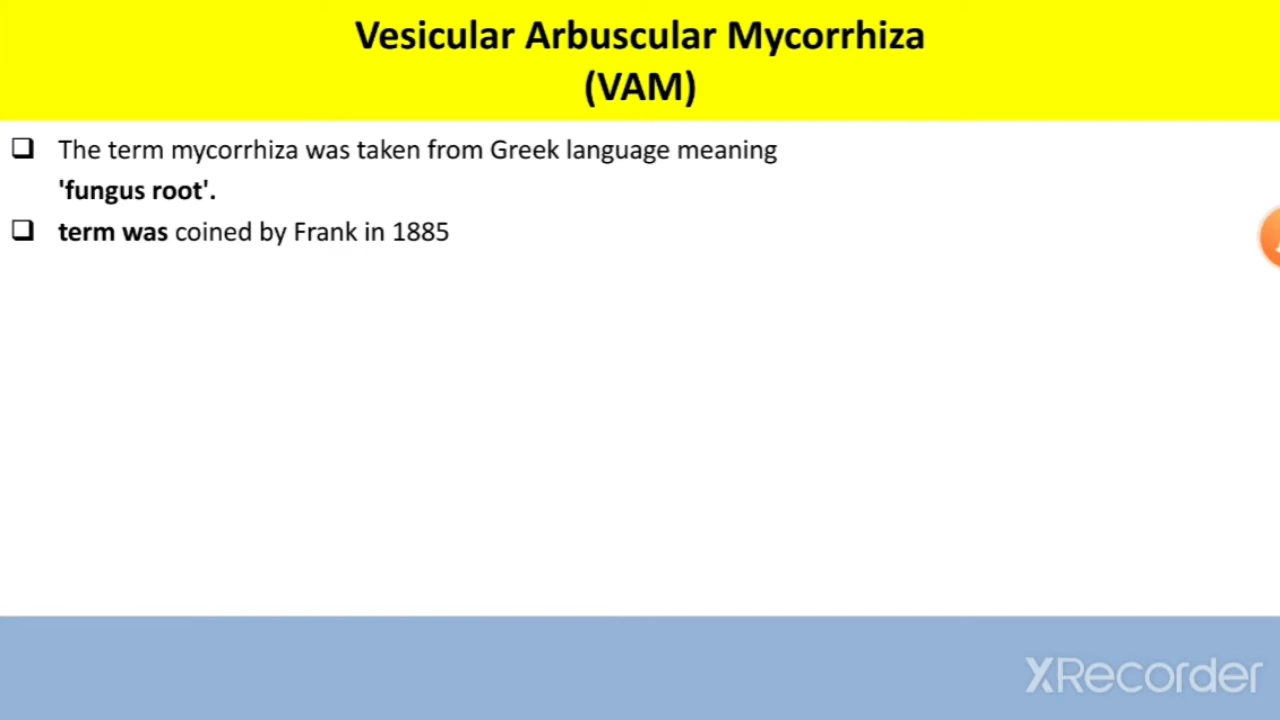 Vesicular Arbuscular Mycorrhiza
(VAM)
❑ The term mycorrhiza was taken from Greek language meaning
'fungus root'.
❑ term was coined by Frank in 1885
XRecorder